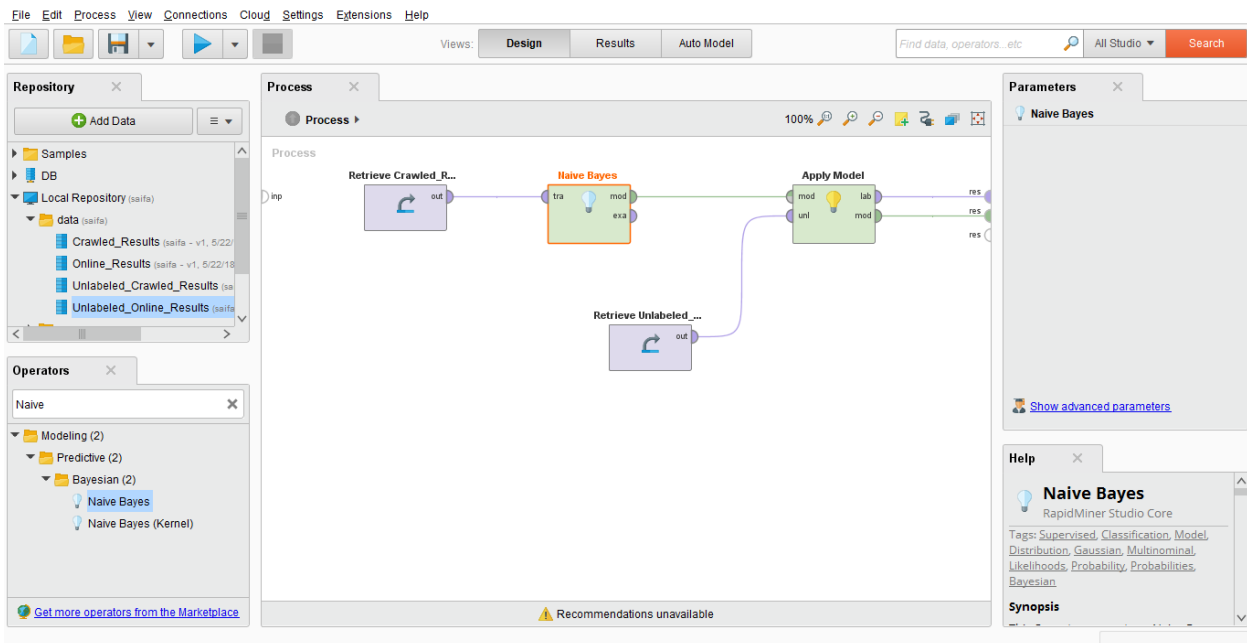 File Edit Process View Connections Cloud Settings Extensions Help
Views: Design Results Auto Model
Find data, operators...etc All Studio ▼ Search
Repository
Add Data
Samples
DB
Local Repository (saifa)
data (saifa)
Crawled_Results (saifa - v1, 5/22/
Online_Results (saifa - v1, 5/22/18
Unlabeled_Crawled_Results (sa
Unlabeled_Online_Results (saifa
Operators
Naive
Modeling (2)
Predictive (2)
Bayesian (2)
Naive Bayes
Naive Bayes (Kernel)
Get more operators from the Marketplace
Process
Process
100%
Process
inp
Retrieve Crawled_R...
out
Naive Bayes
tra mod
exa
Apply Model
mod lab
unl mod
res
res
res
Retrieve Unlabeled_...
out
Recommendations unavailable
Parameters
Naive Bayes
Show advanced parameters
Help
Naive Bayes
RapidMiner Studio Core
Tags: Supervised, Classification, Model,
Distribution, Gaussian, Multinominal,
Likelihoods, Probability, Probabilities,
Bayesian
Synopsis